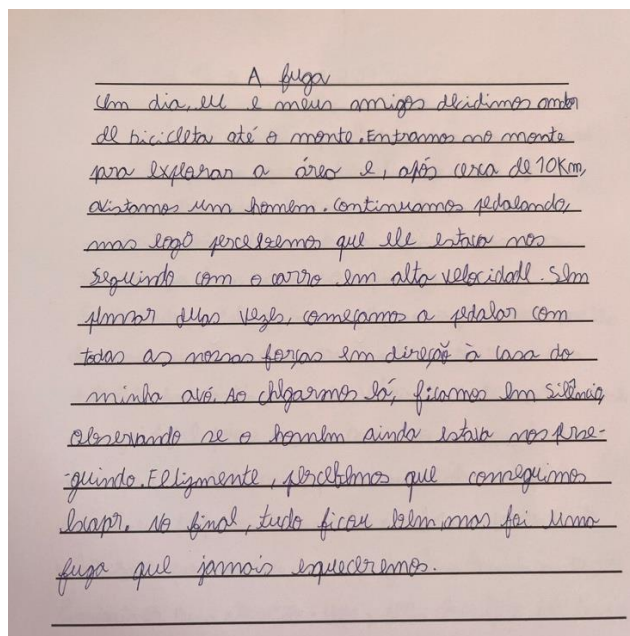 A fuga
Um dia, eu e meus amigos decidimos andar
de bicicleta até o monte. Entramos no monte
pra explorar a área e, após cerca de 10Km,
avistamos um homem. Continuamos pedalando,
mas logo percebemos que ele estava nos
seguindo com o carro em alta velocidade. Sem
pensar duas vezes, começamos a pedalar com
todas as nossas forças em direção à casa do
minha avó. Ao chegarmos lá, ficamos em silêncio,
observando se o homem ainda estava nos perse-
-guindo. Felizmente, percebemos que conseguimos
escapr. No final, tudo ficou bem, mas foi uma
fuga que jamais esqueceremos.